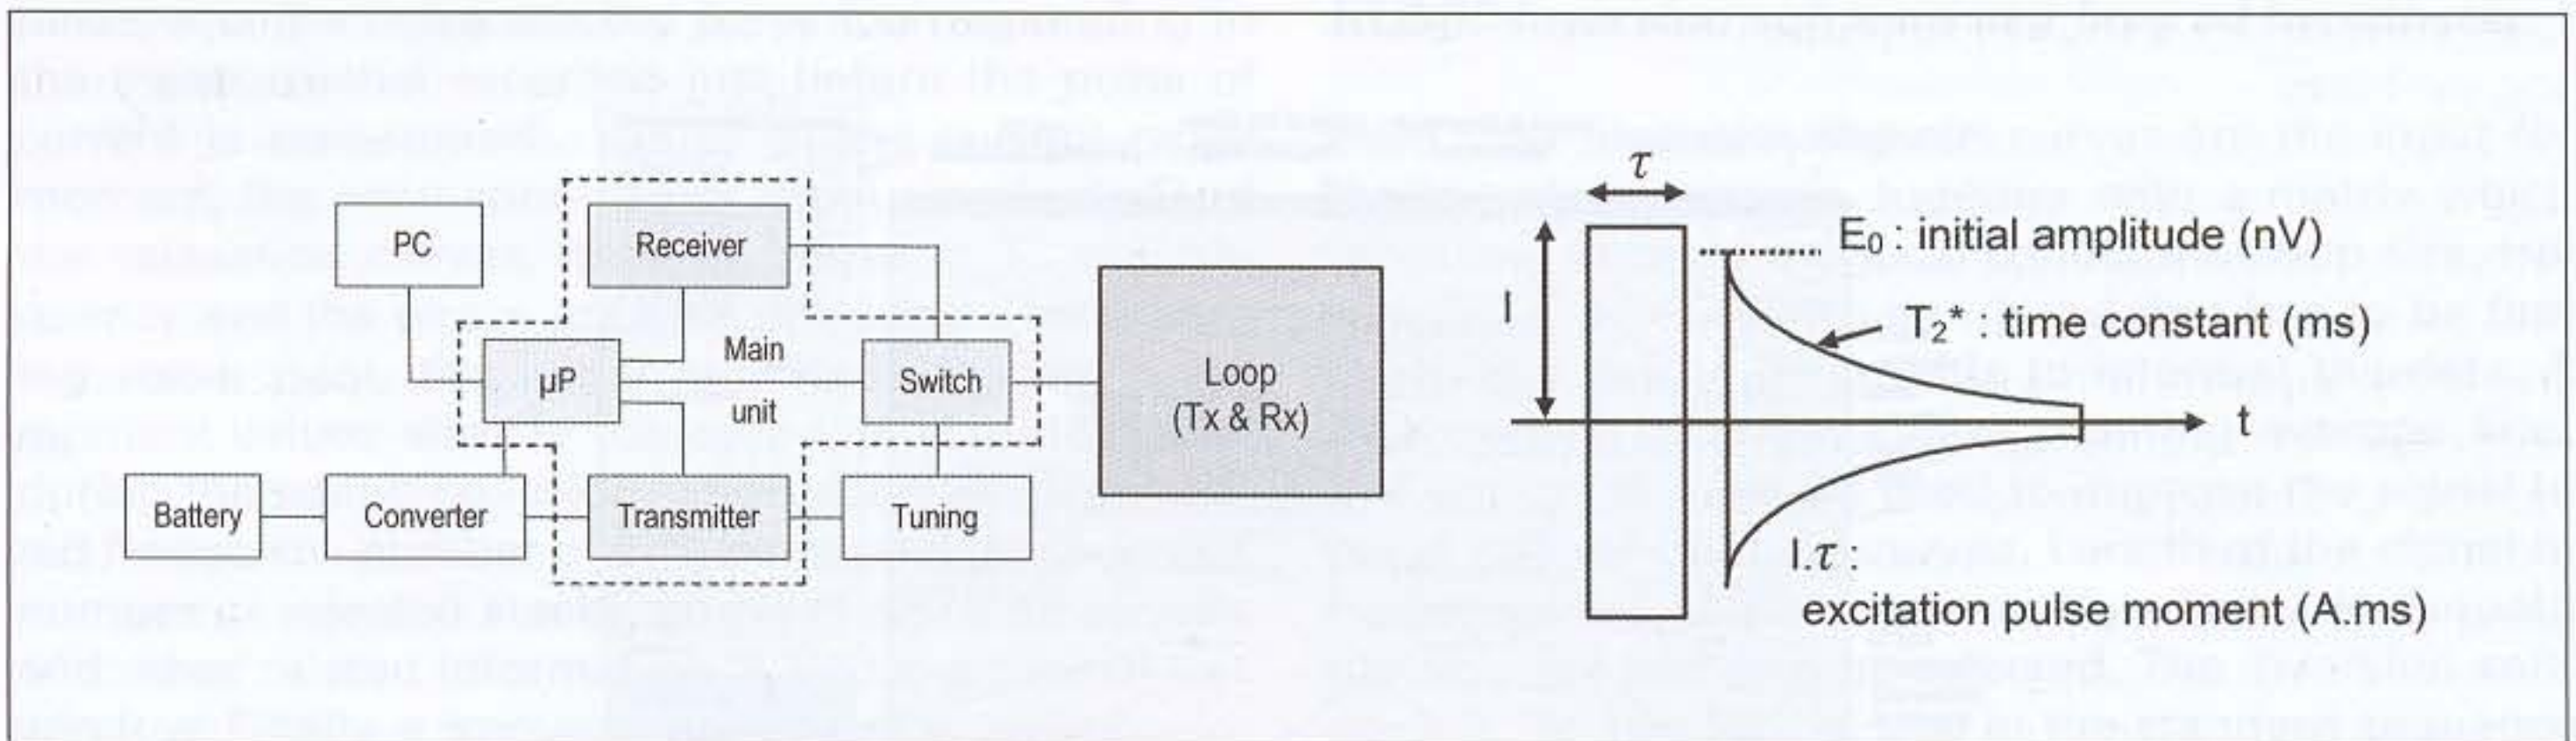 PC
Receiver
µP
Main
unit
Switch
Loop
(Tx & Rx)
Battery
Converter
Transmitter
Tuning
τ
I
E₀ : initial amplitude (nV)
T₂* : time constant (ms)
t
I.τ :
excitation pulse moment (A.ms)